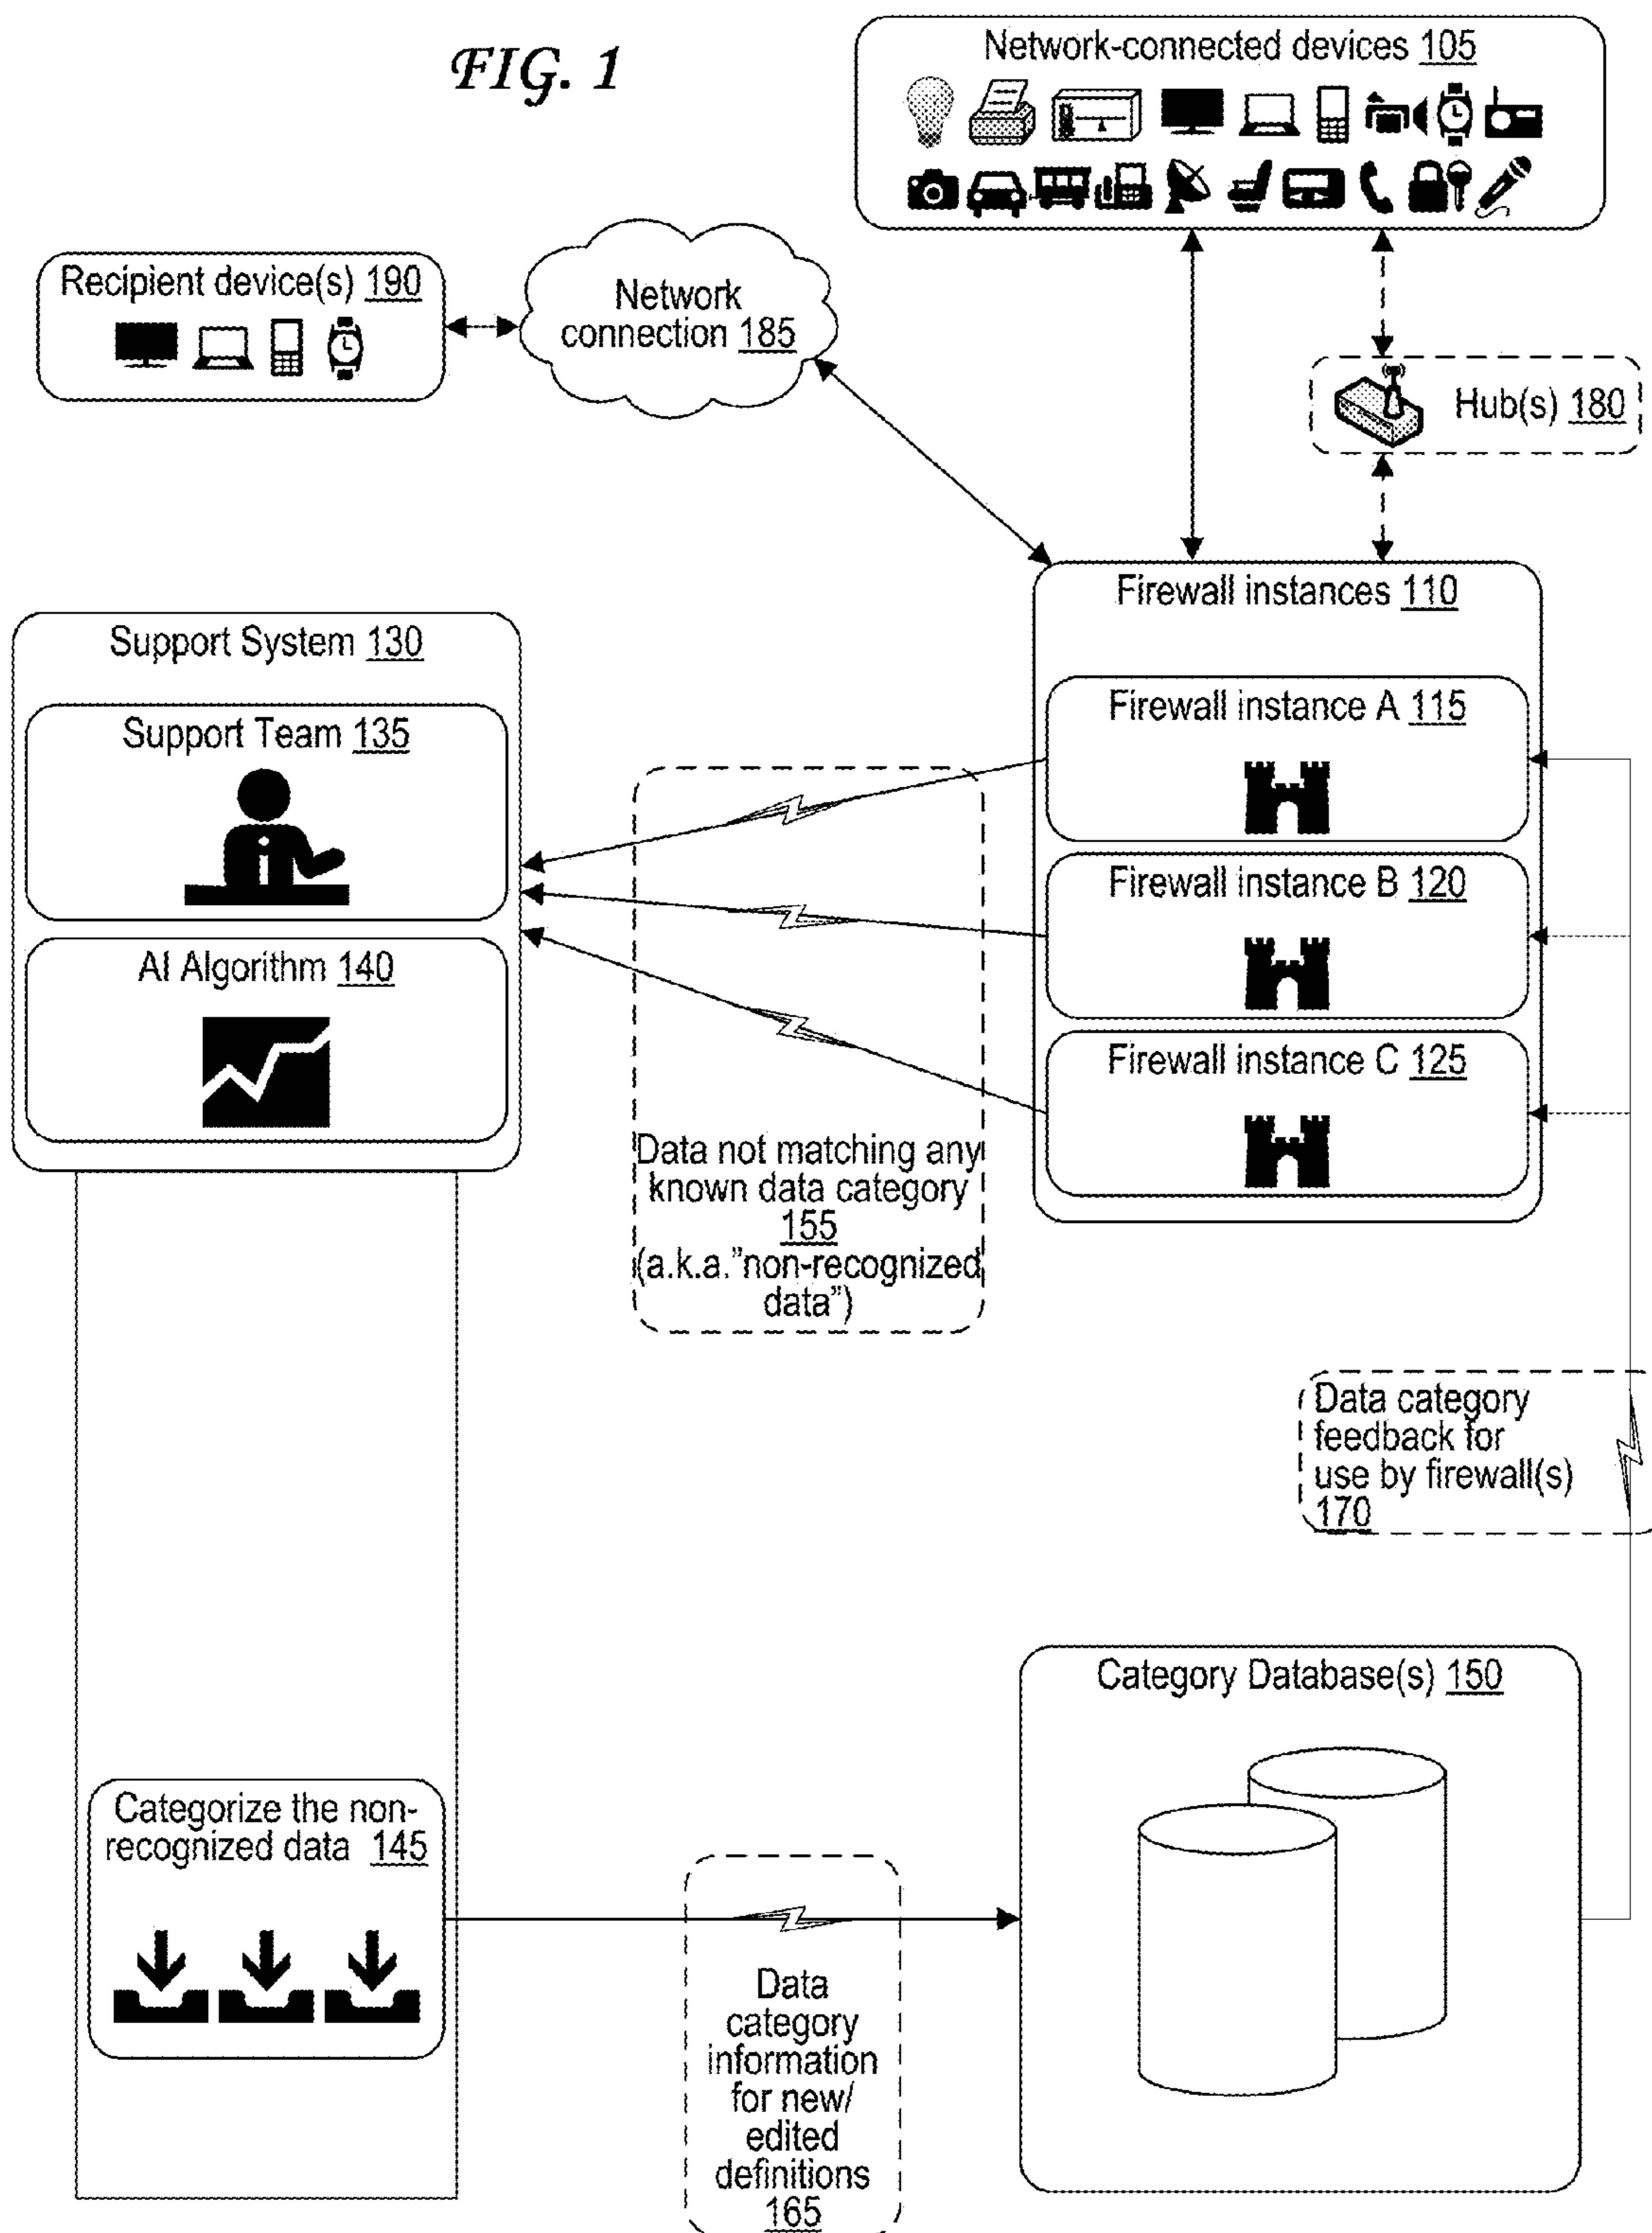 FIG. 1
Network-connected devices 105
Recipient device(s) 190
Network
connection 185
Hub(s) 180
Firewall instances 110
Support System 130
Support Team 135
Firewall instance A 115
Firewall instance B 120
AI Algorithm 140
Firewall instance C 125
Data not matching any
known data category
155
(a.k.a.”non-recognized
data”)
Data category
feedback for
use by firewall(s)
170
Category Database(s) 150
Categorize the non-
recognized data 145
Data
category
information
for new/
edited
definitions
165